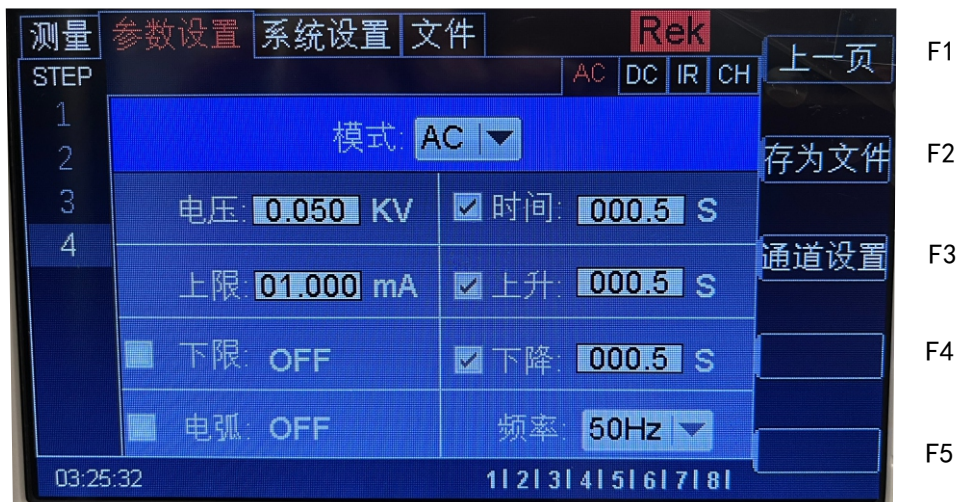 测量 参数设置 系统设置 文件 Rek
STEP AC DC IR CH
上一页 F1
1
模式: AC
2
存为文件 F2
3
电压: 0.050 KV 时间: 000.5 S
4
通道设置 F3
上限: 01.000 mA 上升: 000.5 S
下限: OFF 下降: 000.5 S
F4
电弧: OFF 频率: 50Hz
F5
03:25:32 1| 2| 3| 4| 5| 6| 7| 8|